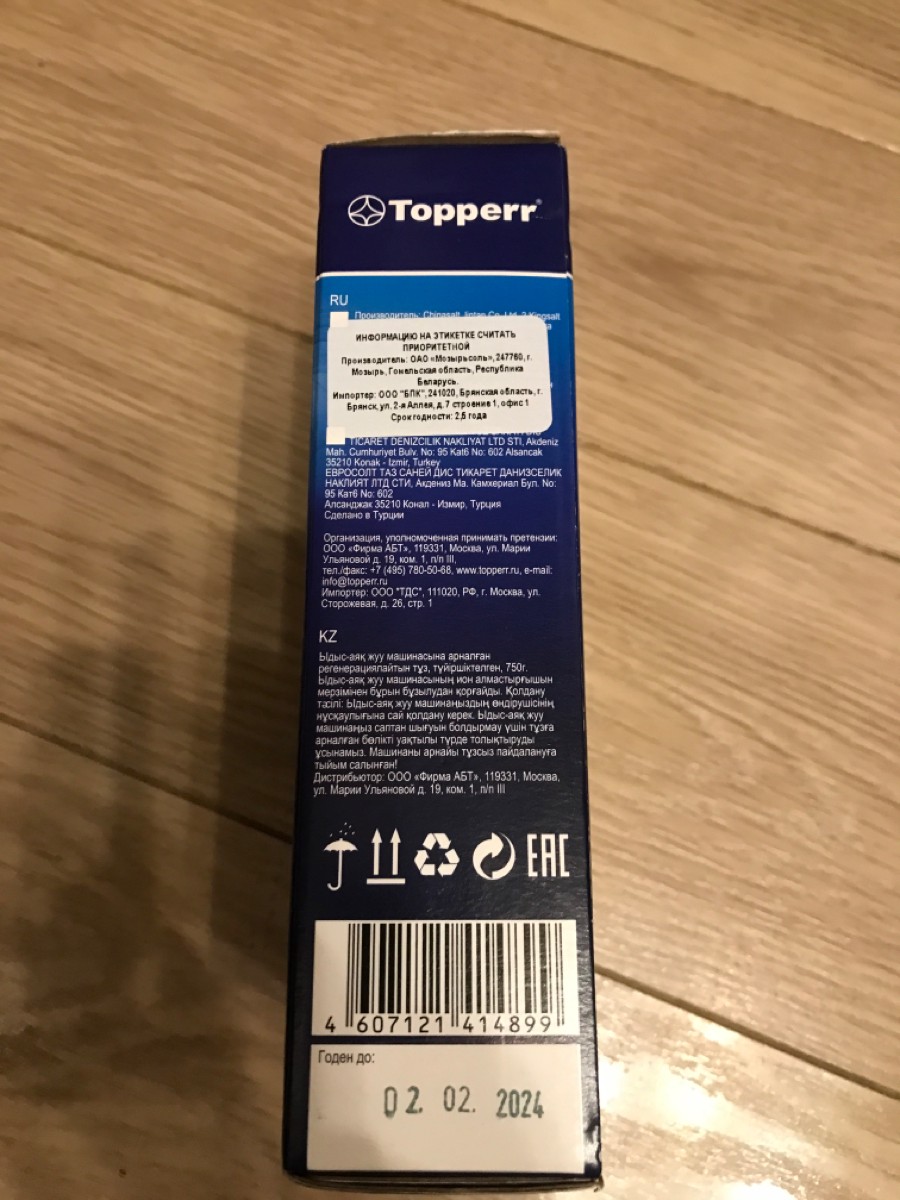 Topperr
RU
Производитель: Chinasalt Jintan Co., Ltd. 2 Kingsalt
ИНФОРМАЦИЮ НА ЭТИКЕТКЕ СЧИТАТЬ
ПРИОРИТЕТНОЙ
Производитель: ОАО «Мозырьсоль», 247760, г.
Мозырь, Гомельская область, Республика
Беларусь.
Импортер: ООО "БПК", 241020, Брянская область, г.
Брянск, ул. 2-я Аллея, д.7 строение 1, офис 1
Срок годности: 2,5 года
TICARET DENIZCILIK NAKLIYAT LTD STI, Akdeniz
Mah. Cumhuriyet Bulv. No: 95 Kat6 No: 602 Alsancak
35210 Konak - Izmir, Turkey
ЕВРОСОЛТ ТАЗ САНЕЙ ДИС ТИКАРЕТ ДАНИЗСЕЛИК
НАКЛИЯТ ЛТД СТИ, Акдениз Ма. Камхериал Бул. No:
95 Кат6 No: 602
Алсанджак 35210 Конал - Измир, Турция
Сделано в Турции
Организация, уполномоченная принимать претензии:
ООО «Фирма АБТ», 119331, Москва, ул. Марии
Ульяновой д. 19, ком. 1, п/п III,
тел./факс: +7 (495) 780-50-68, www.topperr.ru, e-mail:
info@topperr.ru
Импортер: ООО "ТДС", 111020, РФ, г. Москва, ул.
Сторожевая, д. 26, стр. 1
KZ
Ыдыс-аяқ жуу машинасына арналған
регенерациялайтын тұз, түйіршіктелген, 750г.
Ыдыс-аяқ жуу машинасының ион алмастырғышын
мерзімінен бұрын бұзылудан қорғайды. Қолдану
тәсілі: Ыдыс-аяқ жуу машинаңыздың өндірушісінің
нұсқаулығына сай қолдану керек. Ыдыс-аяқ жуу
машинаңыз саптан шығуын болдырмау үшін тұзға
арналған бөлікті уақтылы түрде толықтыруды
ұсынамыз. Машинаны арнайы тұзсыз пайдалануға
тыйым салынған!
Дистрибьютор: ООО «Фирма АБТ», 119331, Москва,
ул. Марии Ульяновой д. 19, ком. 1, п/п III
EAC
4 607121 414899
Годен до:
02. 02. 2024